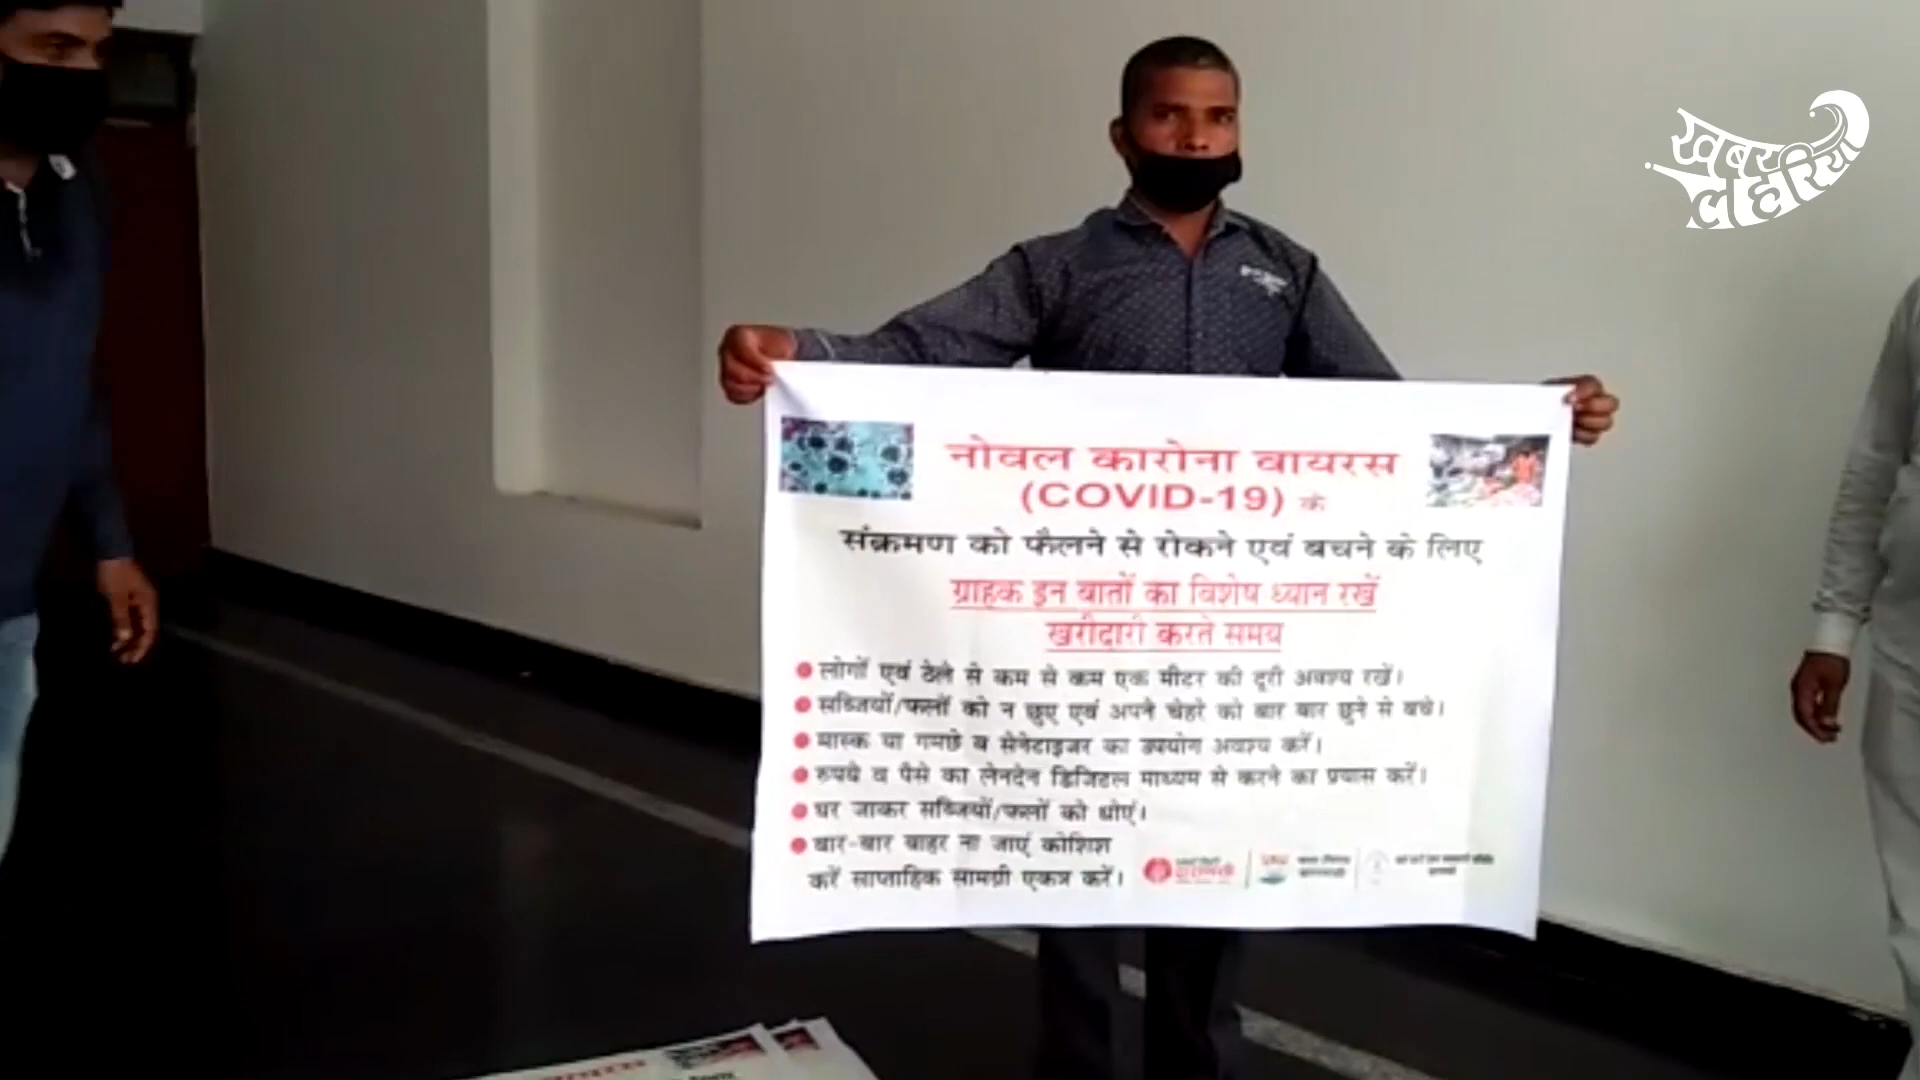 खबर
लहरिया
नोवल कारोना वायरस
(COVID-19) के
संक्रमण को फैलने से रोकने एवं बचने के लिए
ग्राहक इन बातों का विशेष ध्यान रखें
खरीदारी करते समय
लोगों एवं ठेले से कम से कम एक मीटर की दूरी अवश्य रखें।
सब्जियों/फलों को न छुए एवं अपने चेहरे को बार बार छुने से बचे।
मास्क या गमछे व सेनेटाइजर का उपयोग अवश्य करें।
रुपये व पैसे का लेनदेन डिजिटल माध्यम से करने का प्रयास करें।
घर जाकर सब्जियों/फलों को धोएं।
बार-बार बाहर ना जाएं कोशिश
करें साप्ताहिक सामग्री एकत्र करें।